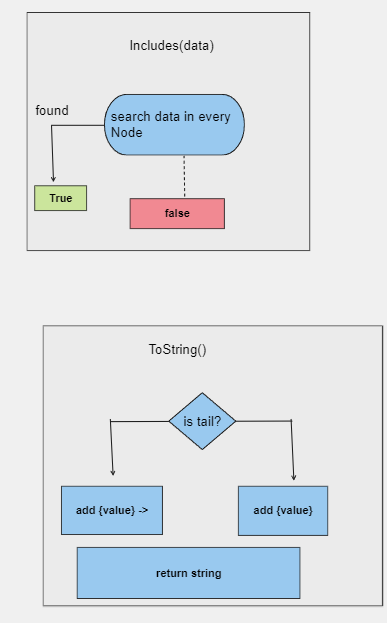 Includes(data)
found
search data in every
Node
True
false
ToString()
is tail?
add {value} ->
add {value}
return string